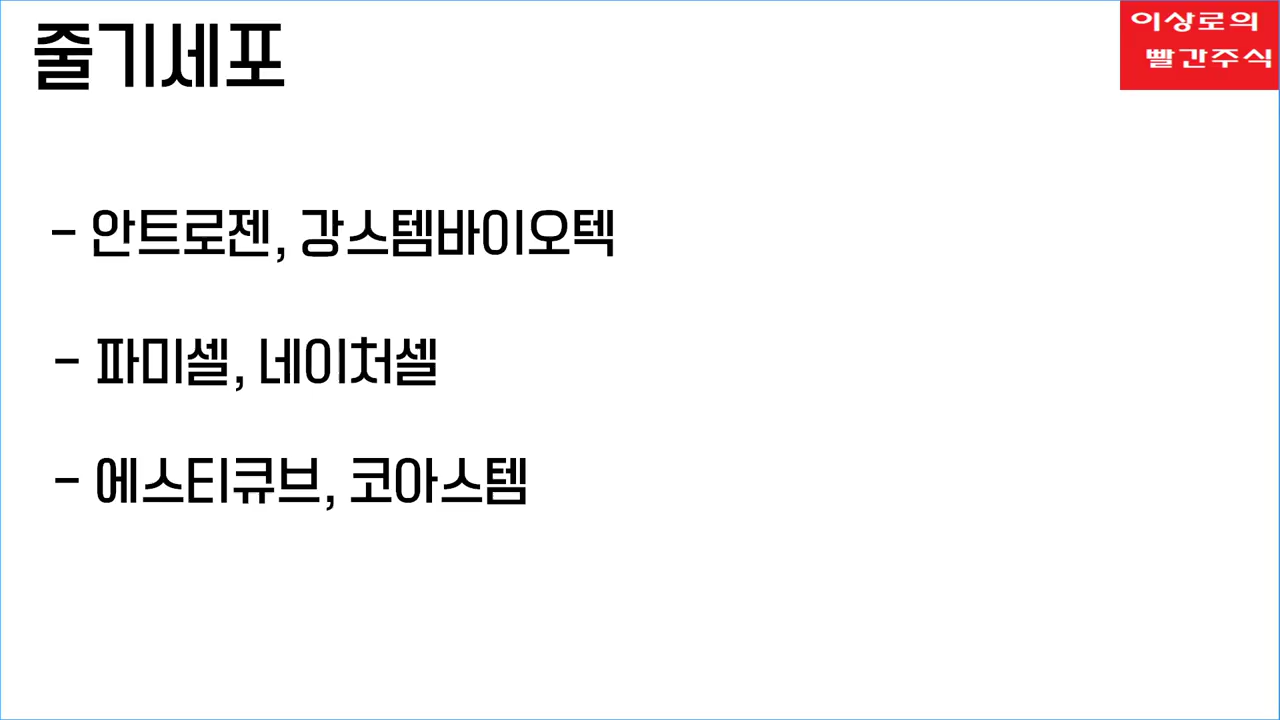 줄기세포
이상로의
빨간주식
- 안트로젠, 강스템바이오텍
- 파미셀, 네이처셀
- 에스티큐브, 코아스템